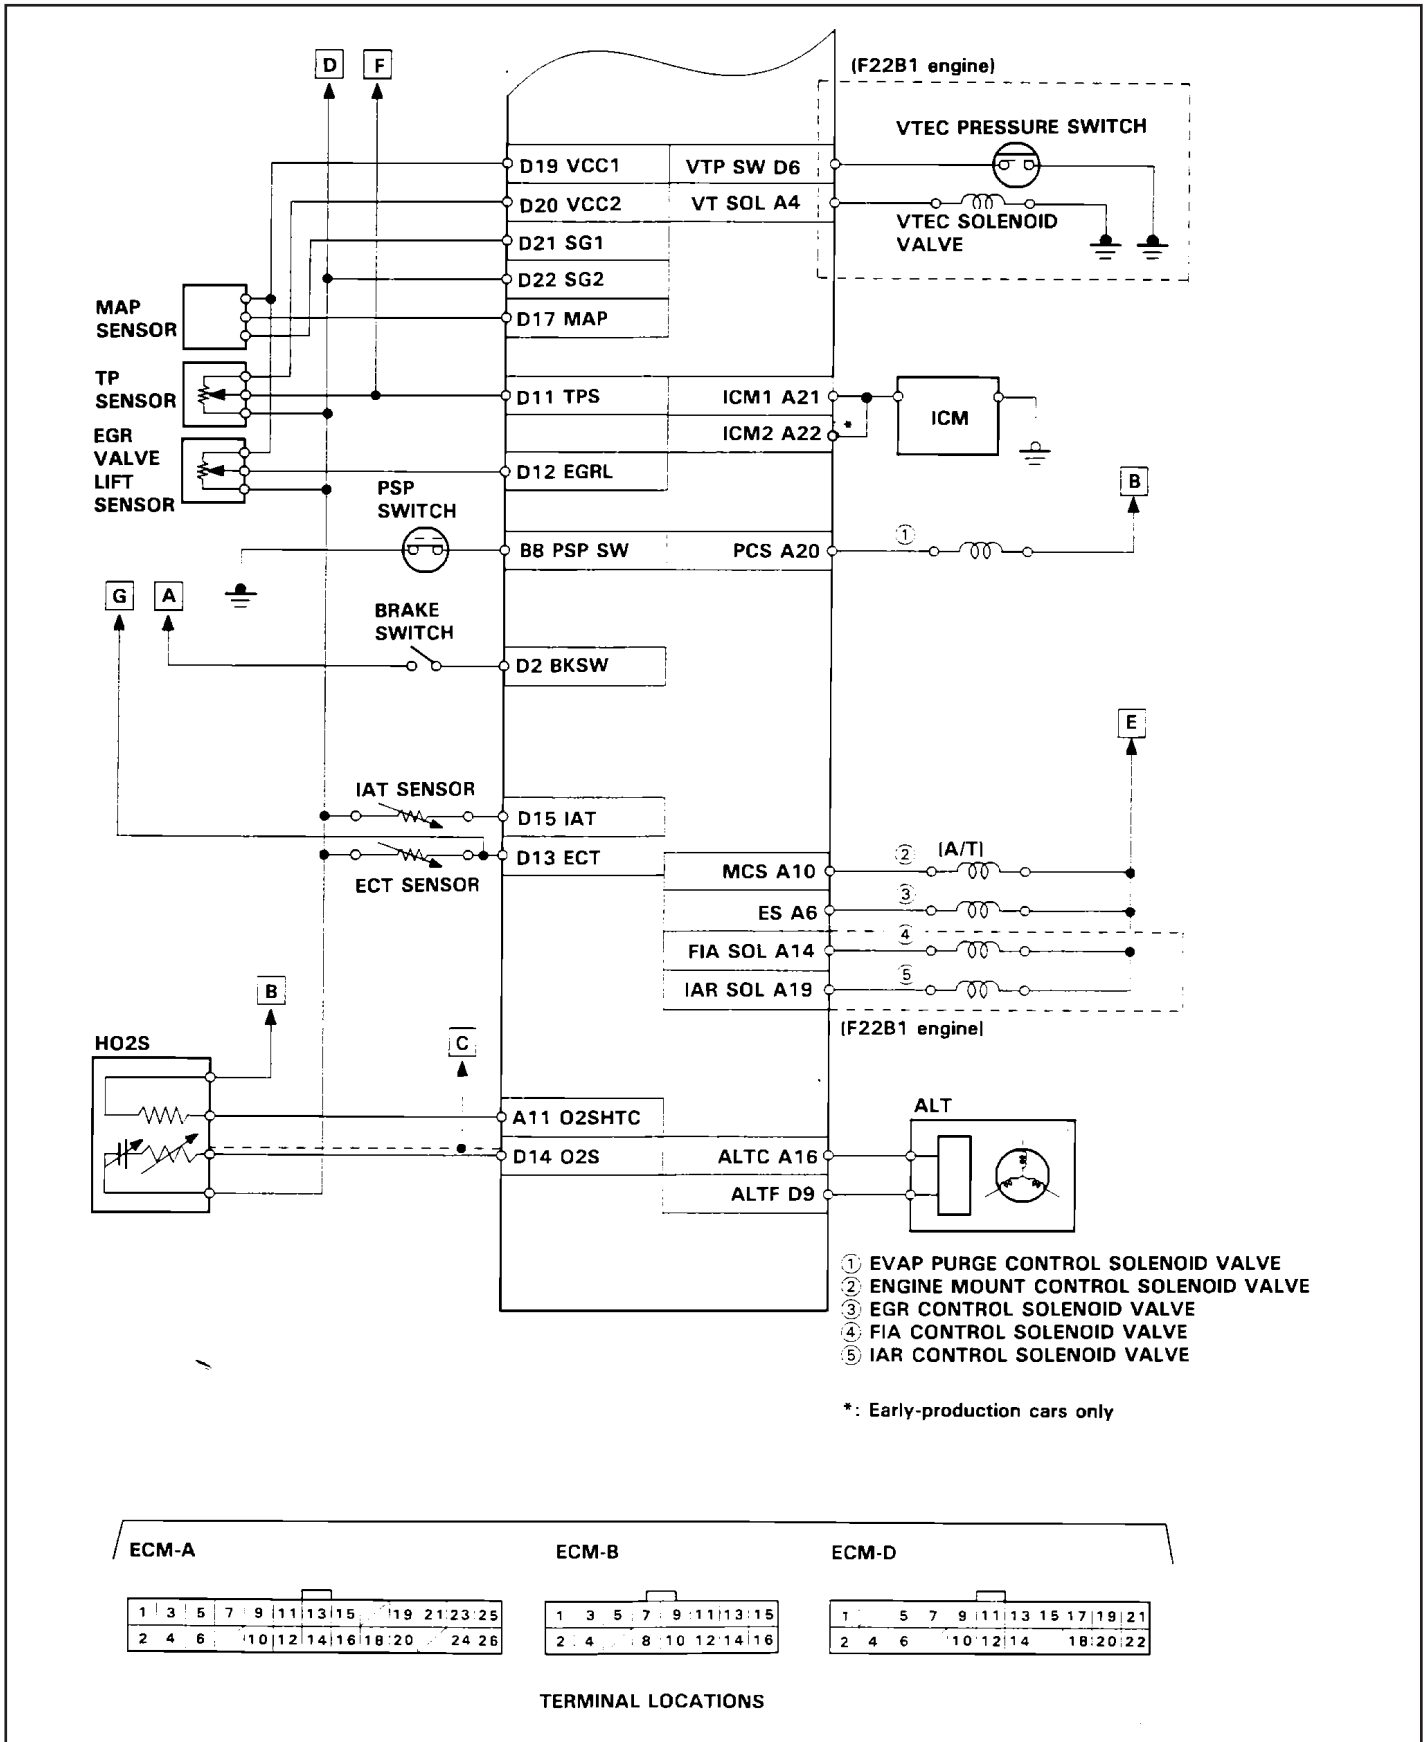 D F
(F22B1 engine)
VTEC PRESSURE SWITCH
D19 VCC1 VTP SW D6
D20 VCC2 VT SOL A4
VTEC SOLENOID
VALVE
D21 SG1
D22 SG2
MAP
SENSOR
D17 MAP
TP
SENSOR
D11 TPS ICM1 A21
ICM
ICM2 A22 *
EGR
VALVE
LIFT
SENSOR
D12 EGRL
B
PSP
SWITCH
B8 PSP SW PCS A20 1
G A
BRAKE
SWITCH
D2 BKSW
E
IAT SENSOR
D15 IAT
D13 ECT
ECT SENSOR
MCS A10 2 (A/T)
ES A6 3
FIA SOL A14 4
IAR SOL A19 5
(F22B1 engine)
B
C
HO2S
A11 O2SHTC
D14 O2S ALTC A16
ALTF D9
ALT
1 EVAP PURGE CONTROL SOLENOID VALVE
2 ENGINE MOUNT CONTROL SOLENOID VALVE
3 EGR CONTROL SOLENOID VALVE
4 FIA CONTROL SOLENOID VALVE
5 IAR CONTROL SOLENOID VALVE
*: Early-production cars only
ECM-A ECM-B ECM-D
1 3 5 7 9 11 13 15 19 21 23 25
2 4 6 10 12 14 16 18 20 24 26
1 3 5 7 9 11 13 15
2 4 8 10 12 14 16
1 5 7 9 11 13 15 17 19 21
2 4 6 10 12 14 18 20 22
TERMINAL LOCATIONS